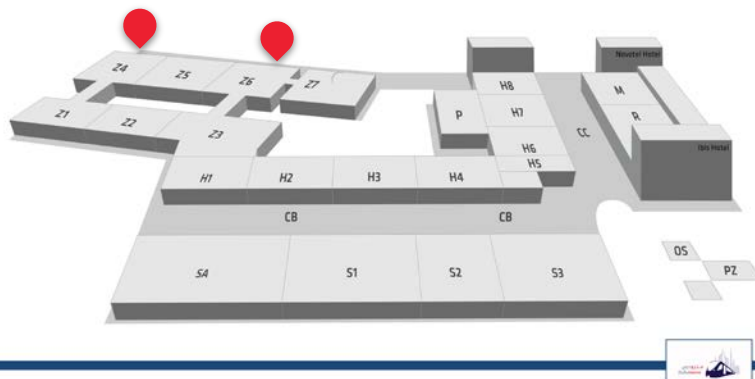 Novotel Hotel
Z4
Z5
Z6
Z7
H8
M
Z1
Z2
Z3
P
H7
R
CC
H6
Ibis Hotel
H5
H1
H2
H3
H4
CB
CB
OS
SA
S1
S2
S3
PZ